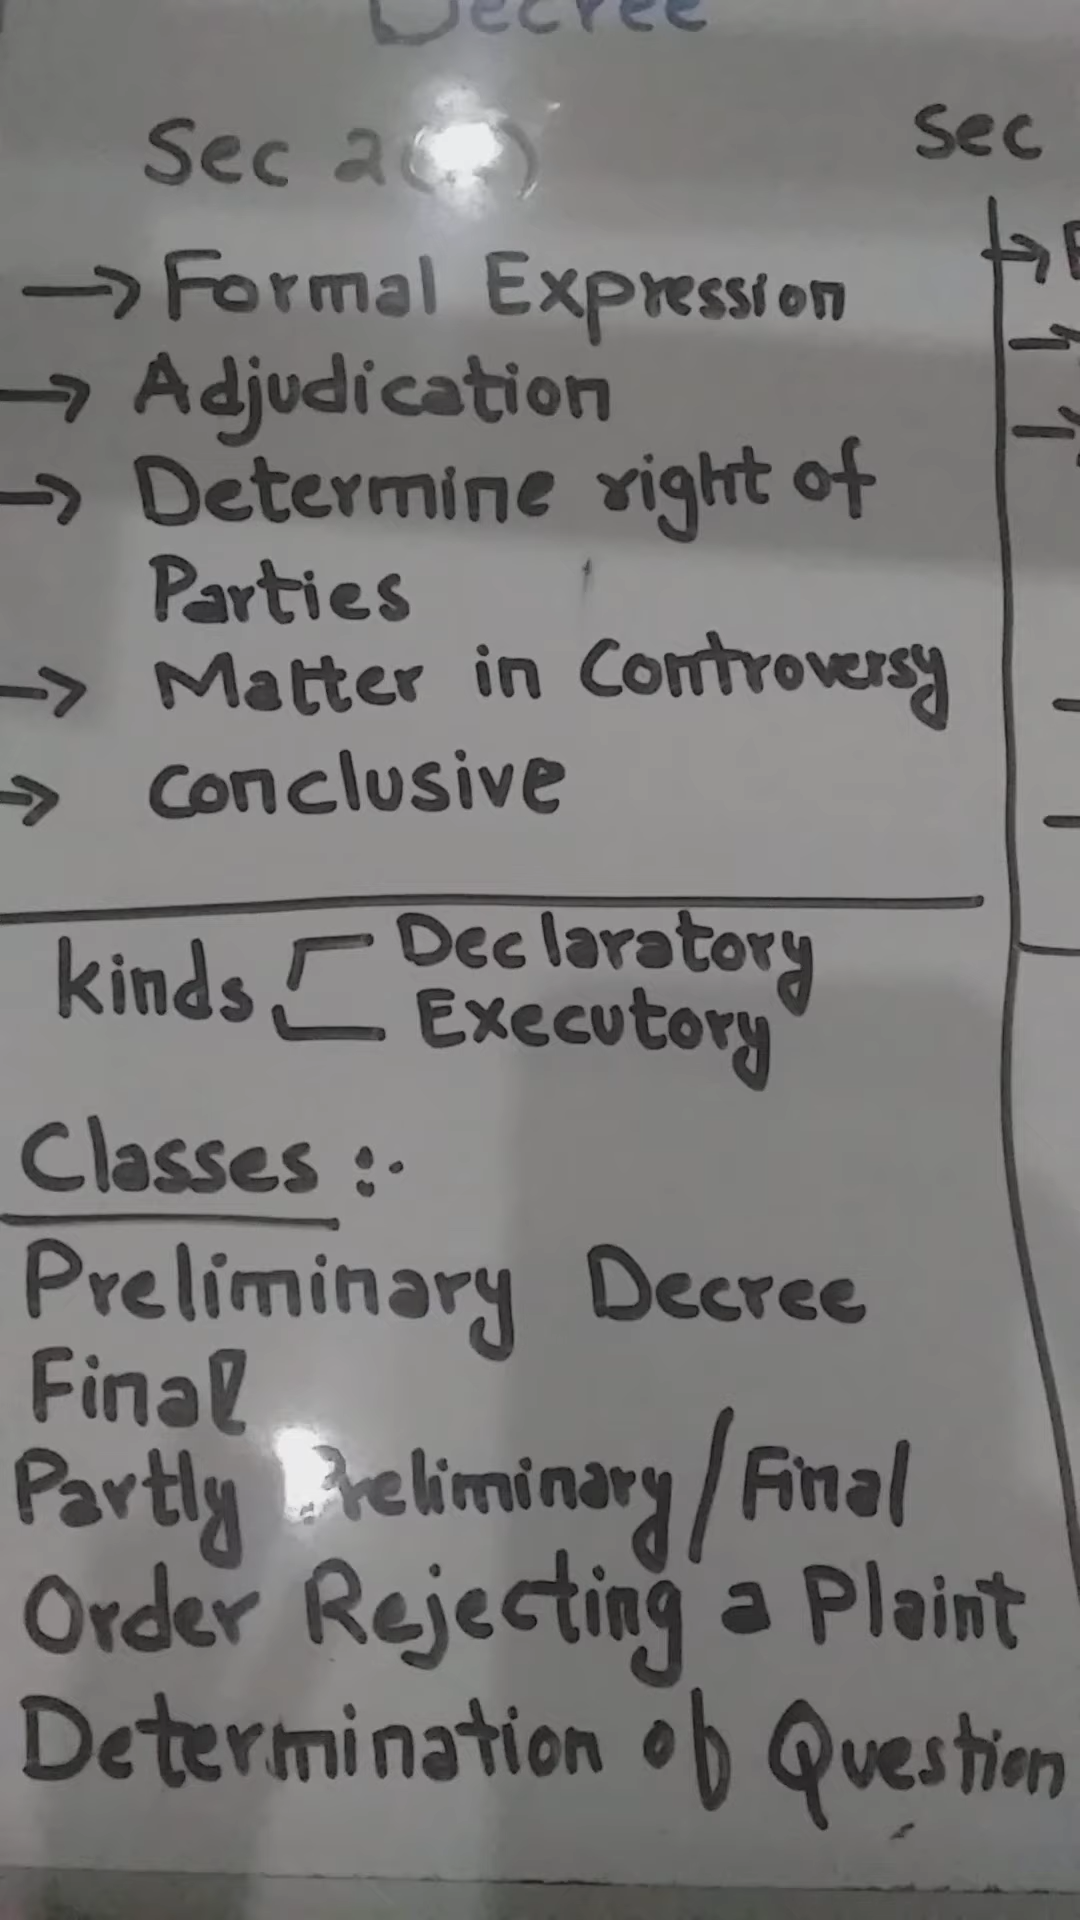 Decree
Sec 2( )
Sec
→ Formal Expression
→ Adjudication
→ Determine right of
Parties
→ Matter in Controversy
→ conclusive
kinds Declaratory
Executory
Classes :-
Preliminary Decree
Final
Partly Preliminary/Final
Order Rejecting a Plaint
Determination of Question